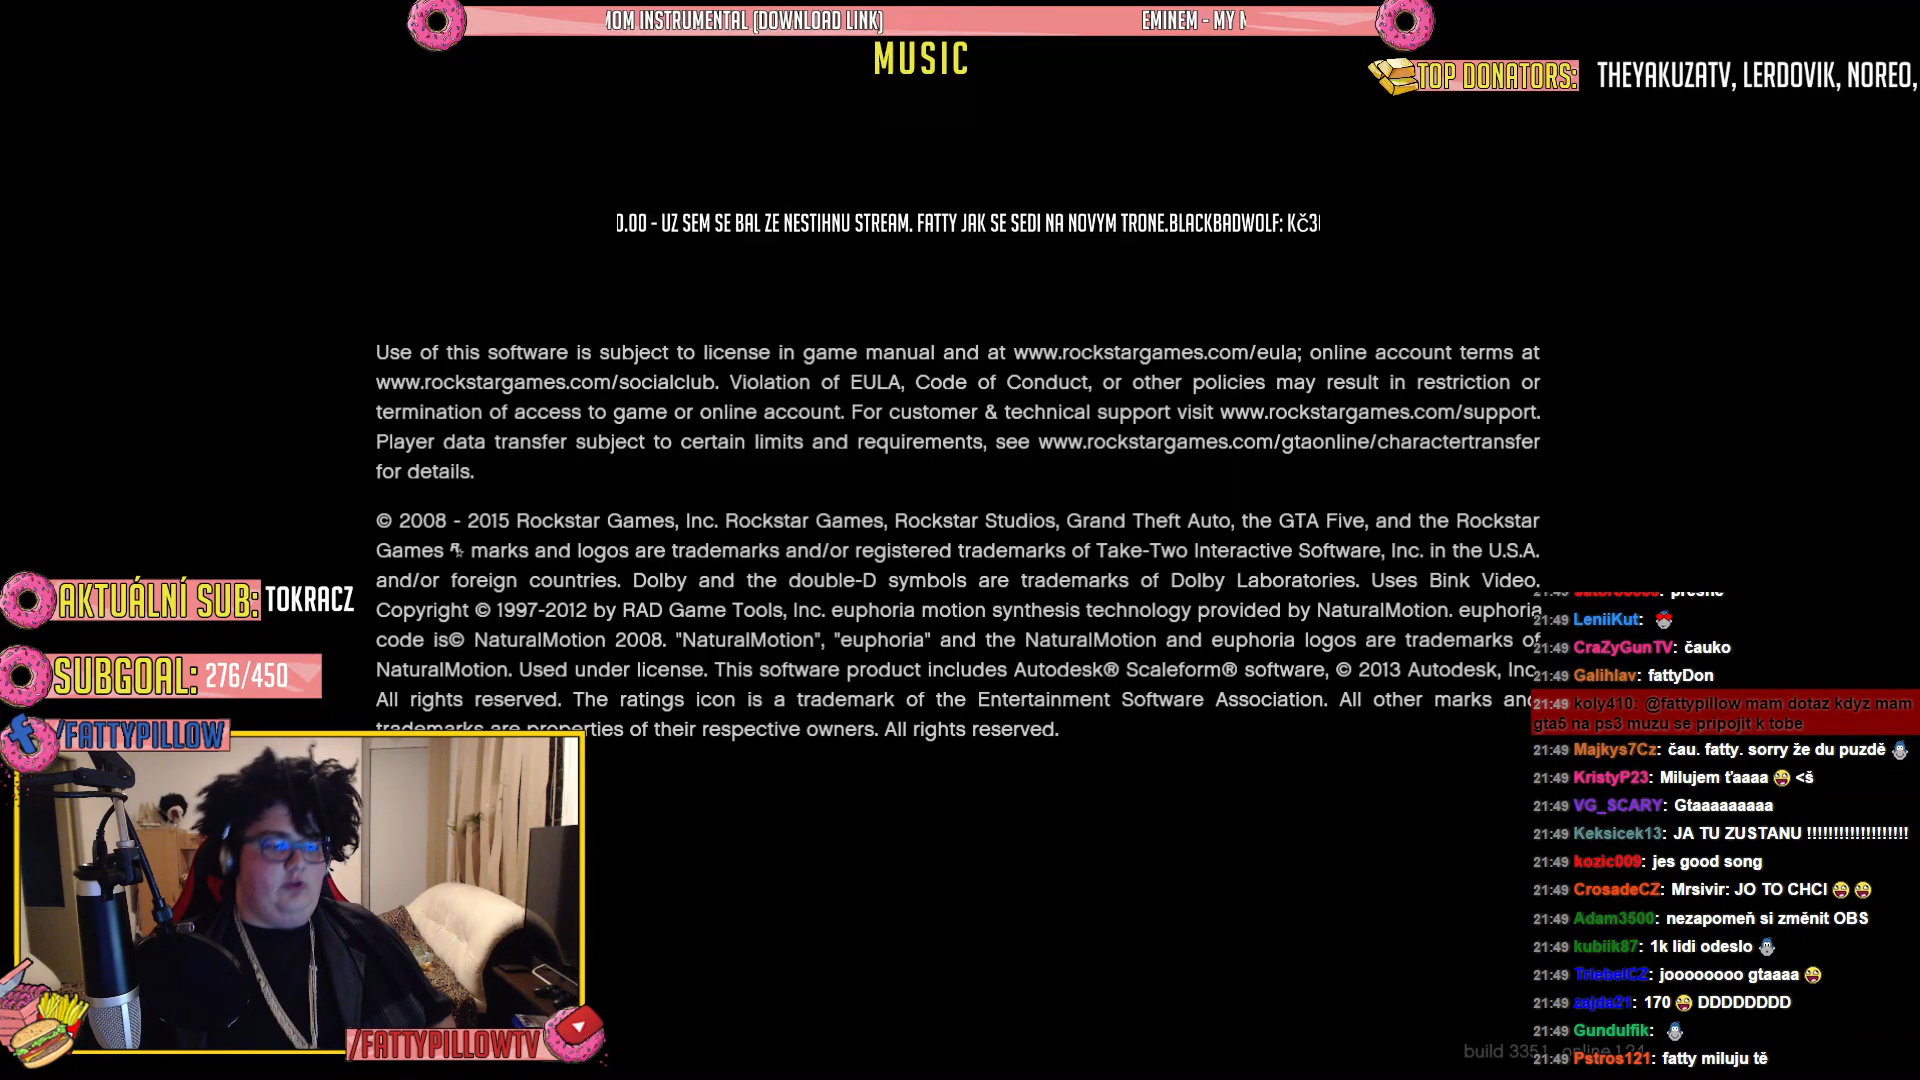 MOM INSTRUMENTAL (DOWNLOAD LINK) EMINEM - MY M
MUSIC
TOP DONATORS: THEYAKUZATV, LERDOVIK, NOREO,
0.00 - UZ SEM SE BAL ZE NESTIHNU STREAM. FATTY JAK SE SEDI NA NOVYM TRONE.BLACKBADWOLF: KČ3
Use of this software is subject to license in game manual and at www.rockstargames.com/eula; online account terms at
www.rockstargames.com/socialclub. Violation of EULA, Code of Conduct, or other policies may result in restriction or
termination of access to game or online account. For customer & technical support visit www.rockstargames.com/support.
Player data transfer subject to certain limits and requirements, see www.rockstargames.com/gtaonline/charactertransfer
for details.
© 2008 - 2015 Rockstar Games, Inc. Rockstar Games, Rockstar Studios, Grand Theft Auto, the GTA Five, and the Rockstar
Games R* marks and logos are trademarks and/or registered trademarks of Take-Two Interactive Software, Inc. in the U.S.A.
and/or foreign countries. Dolby and the double-D symbols are trademarks of Dolby Laboratories. Uses Bink Video.
Copyright © 1997-2012 by RAD Game Tools, Inc. euphoria motion synthesis technology provided by NaturalMotion. euphoria
code is© NaturalMotion 2008. "NaturalMotion", "euphoria" and the NaturalMotion and euphoria logos are trademarks of
NaturalMotion. Used under license. This software product includes Autodesk® Scaleform® software, © 2013 Autodesk, Inc.
All rights reserved. The ratings icon is a trademark of the Entertainment Software Association. All other marks and
trademarks are properties of their respective owners. All rights reserved.
AKTUÁLNÍ SUB: TOKRACZ
SUBGOAL: 276/450
/FATTYPILLOW
/FATTYPILLOWTV
21:49 LeniiKut:
21:49 CraZyGunTV: čauko
21:49 Galihlav: fattyDon
21:49 koly410: @fattypillow mam dotaz kdyz mam
gta5 na ps3 muzu se pripojit k tobe
21:49 Majkys7Cz: čau. fatty. sorry že du puzdě
21:49 KristyP23: Milujem ťaaaa <š
21:49 VG_SCARY: Gtaaaaaaaaa
21:49 Keksicek13: JA TU ZUSTANU !!!!!!!!!!!!!!!!!!!
21:49 kozic009: jes good song
21:49 CrosadeCZ: Mrsivir: JO TO CHCI
21:49 Adam3500: nezapomeň si změnit OBS
21:49 kubiik87: 1k lidi odeslo
21:49 TriebelCZ: joooooooo gtaaaa
21:49 zajda21: 170 DDDDDDDD
21:49 Gundulfik:
21:49 Pstros121: fatty miluju tě
build 3351